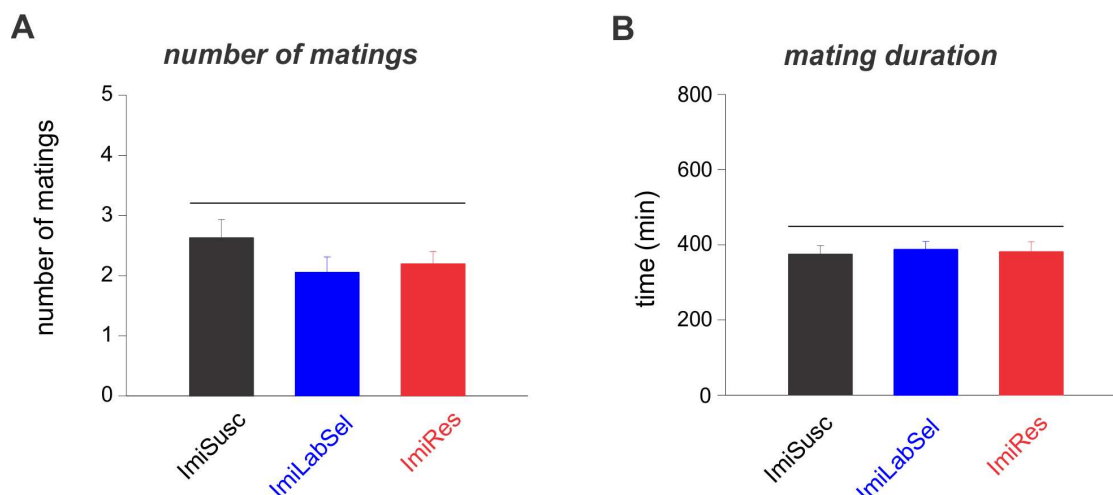 A
number of matings
number of matings
5
4
3
2
1
0
ImiSusc
ImiLabSel
ImiRes
B
mating duration
time (min)
800
600
400
200
0
ImiSusc
ImiLabSel
ImiRes